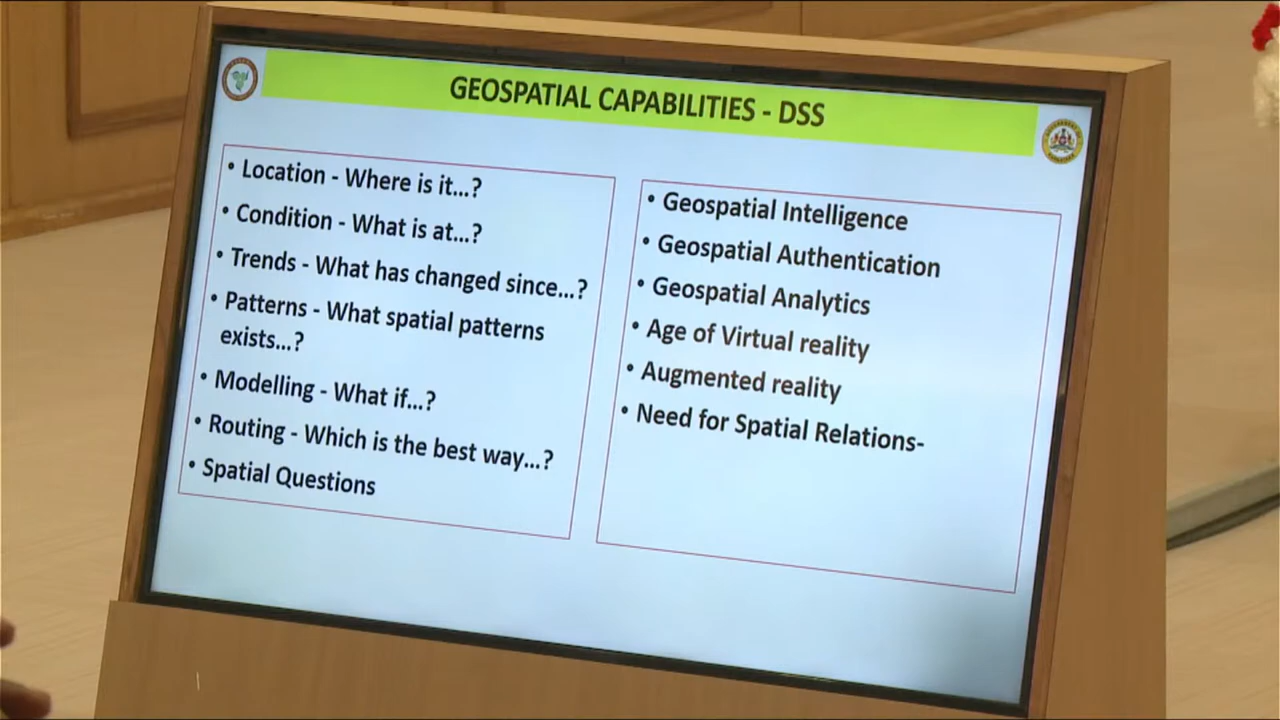 GEOSPATIAL CAPABILITIES - DSS
• Location - Where is it...?
• Condition - What is at...?
• Trends - What has changed since...?
• Patterns - What spatial patterns
exists...?
• Modelling - What if...?
• Routing - Which is the best way...?
• Spatial Questions
• Geospatial Intelligence
• Geospatial Authentication
• Geospatial Analytics
• Age of Virtual reality
• Augmented reality
• Need for Spatial Relations-